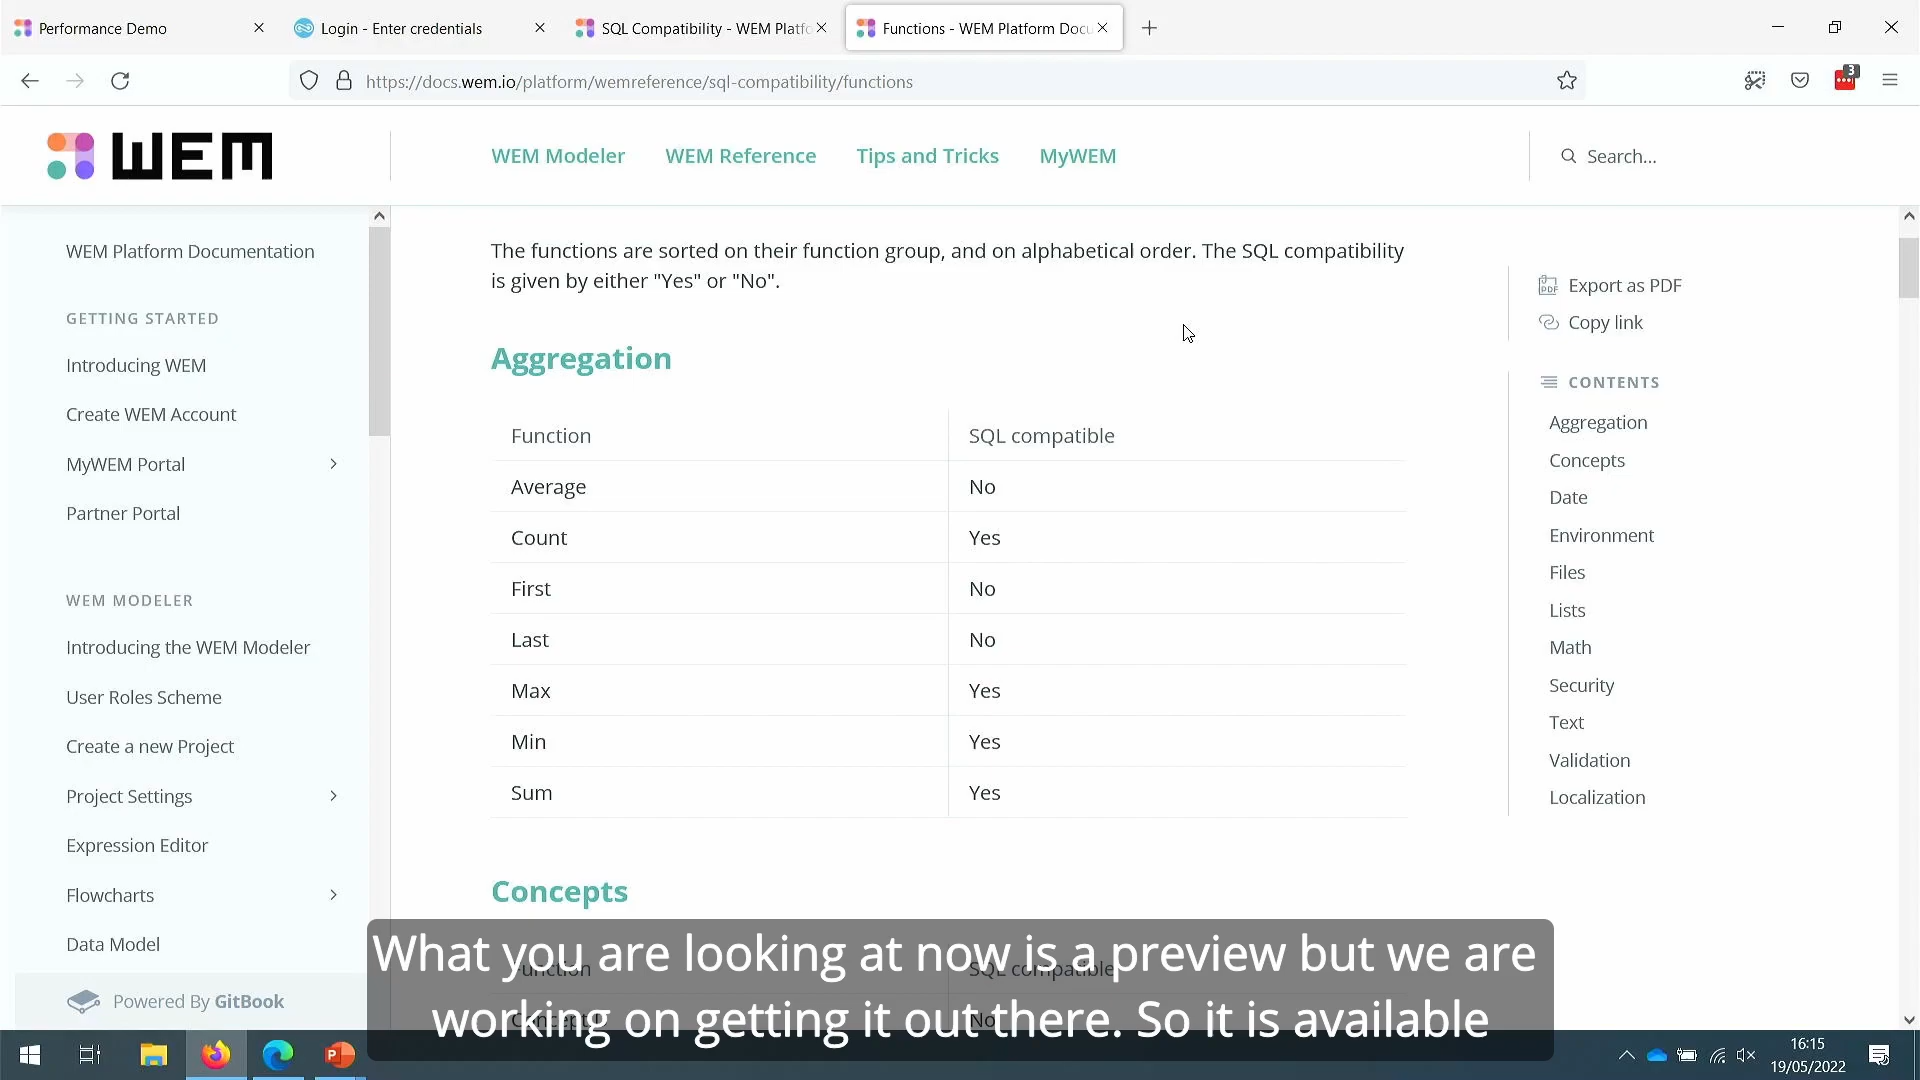 Performance Demo
Login - Enter credentials
SQL Compatibility - WEM Platfo
Functions - WEM Platform Docu
https://docs.wem.io/platform/wemreference/sql-compatibility/functions
3
WEM
WEM Modeler
WEM Reference
Tips and Tricks
MyWEM
Search...
WEM Platform Documentation
GETTING STARTED
Introducing WEM
Create WEM Account
MyWEM Portal
Partner Portal
WEM MODELER
Introducing the WEM Modeler
User Roles Scheme
Create a new Project
Project Settings
Expression Editor
Flowcharts
Data Model
Powered By GitBook
The functions are sorted on their function group, and on alphabetical order. The SQL compatibility
is given by either "Yes" or "No".
Aggregation
Function SQL compatible
Average No
Count Yes
First No
Last No
Max Yes
Min Yes
Sum Yes
Concepts
Function SQL compatible
No
PDF Export as PDF
Copy link
CONTENTS
Aggregation
Concepts
Date
Environment
Files
Lists
Math
Security
Text
Validation
Localization
What you are looking at now is a preview but we are
working on getting it out there. So it is available
16:15
19/05/2022